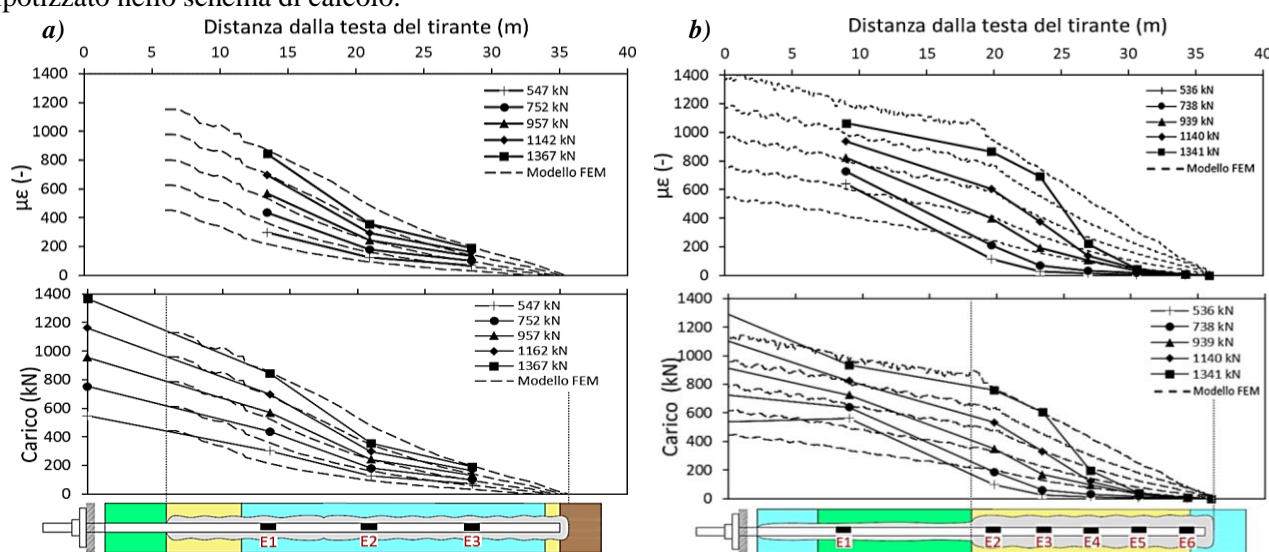 ipotizzato nello schema di calcolo.
a)
Distanza dalla testa del tirante (m)
0 5 10 15 20 25 30 35 40
1400
1200
1000
800
600
400
200
0
με (-)
547 kN
752 kN
957 kN
1142 kN
1367 kN
Modello FEM
1400
1200
1000
800
600
400
200
0
Carico (kN)
547 kN
752 kN
957 kN
1162 kN
1367 kN
Modello FEM
E1 E2 E3
b)
Distanza dalla testa del tirante (m)
0 5 10 15 20 25 30 35 40
1400
1200
1000
800
600
400
200
0
με (-)
536 kN
738 kN
939 kN
1140 kN
1341 kN
Modello FEM
1400
1200
1000
800
600
400
200
0
Carico (kN)
536 kN
738 kN
939 kN
1140 kN
1341 kN
Modello FEM
E1 E2 E3 E4 E5 E6